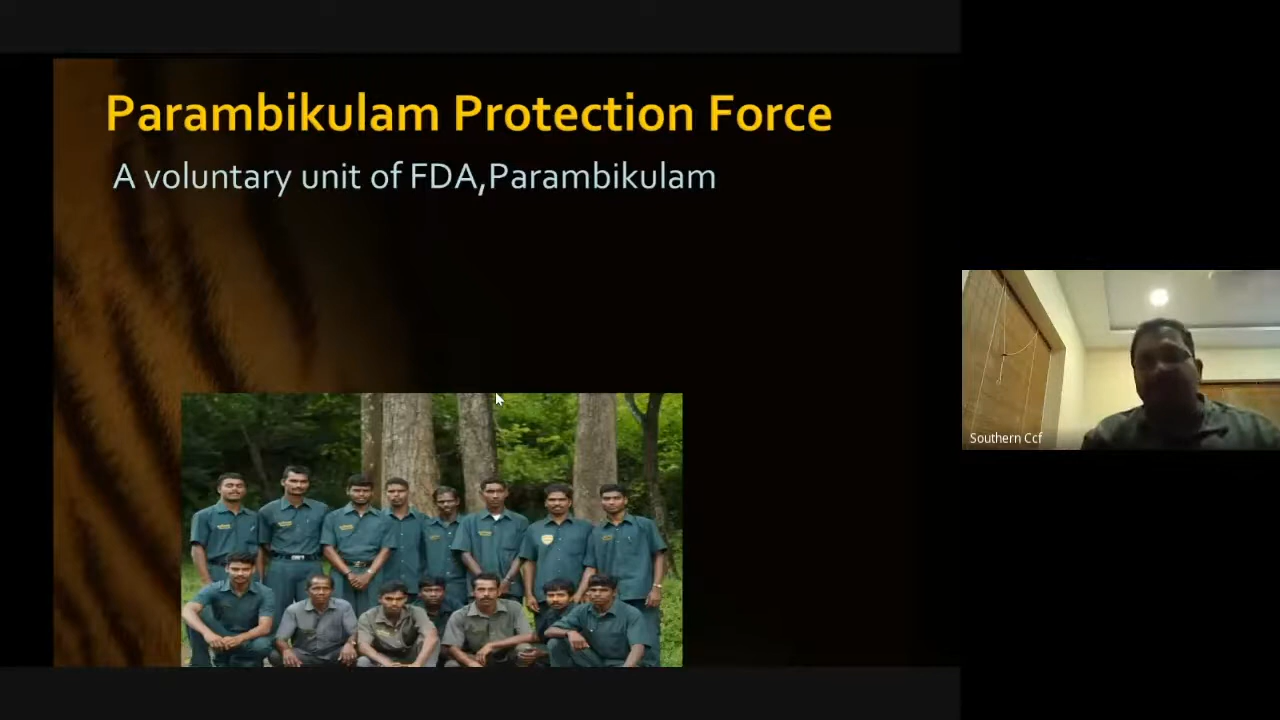 Parambikulam Protection Force
A voluntary unit of FDA,Parambikulam
Southern Ccf